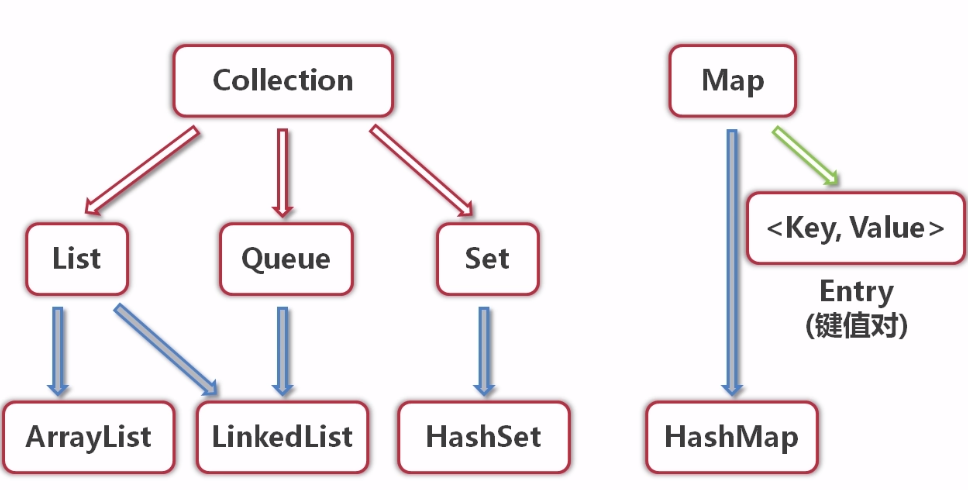 Collection
Map
<Key, Value>
List
Queue
Set
Entry
(键值对)
ArrayList
LinkedList
HashSet
HashMap